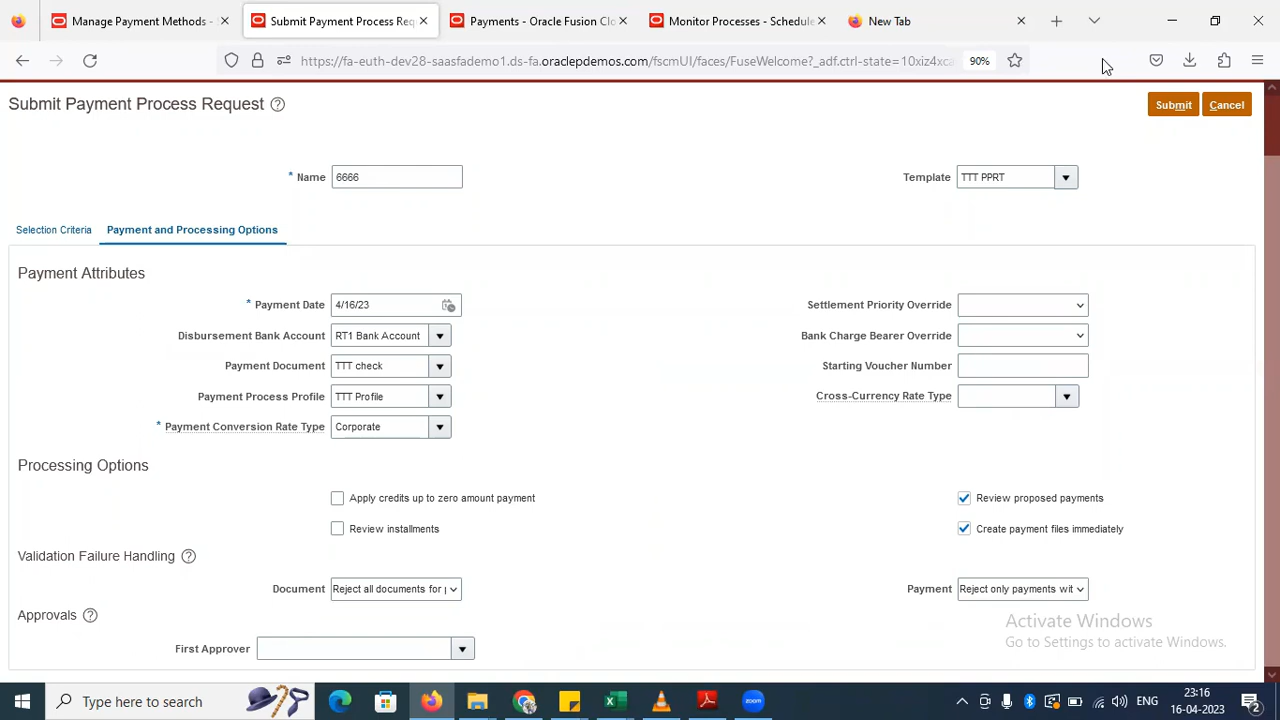 Manage Payment Methods -
Submit Payment Process Req
Payments - Oracle Fusion Clo
Monitor Processes - Schedule
New Tab
https://fa-euth-dev28-saasfademo1.ds-fa.oraclepdemos.com/fscmUI/faces/FuseWelcome?_adf.ctrl-state=10xiz4xca
90%
Submit Payment Process Request
Submit
Cancel
* Name 6666
Template TTT PPRT
Selection Criteria
Payment and Processing Options
Payment Attributes
* Payment Date 4/16/23
Settlement Priority Override
Disbursement Bank Account RT1 Bank Account
Bank Charge Bearer Override
Payment Document TTT check
Starting Voucher Number
Payment Process Profile TTT Profile
Cross-Currency Rate Type
* Payment Conversion Rate Type Corporate
Processing Options
Apply credits up to zero amount payment
Review proposed payments
Review installments
Create payment files immediately
Validation Failure Handling
Document Reject all documents for
Payment Reject only payments wit
Approvals
First Approver
Activate Windows
Go to Settings to activate Windows.
Type here to search
ENG
23:16
16-04-2023
2